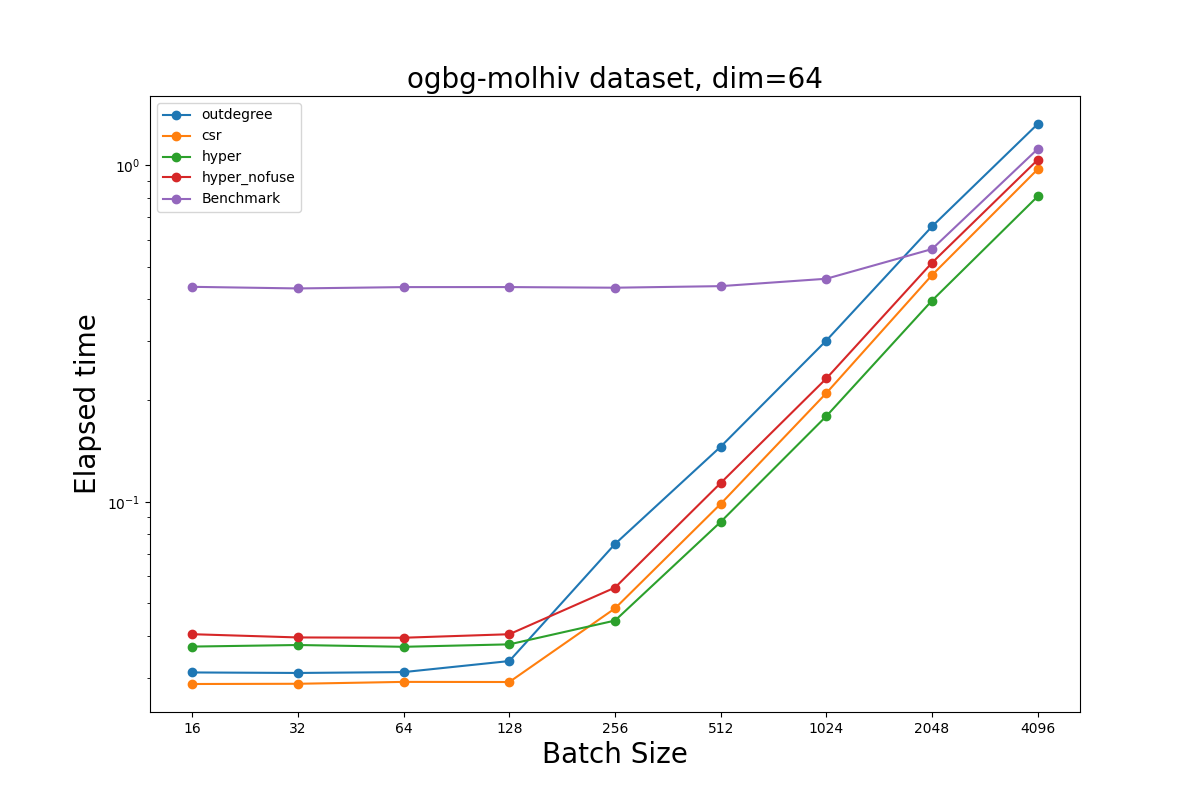 ogbg-molhiv dataset, dim=64
outdegree
csr
hyper
hyper_nofuse
Benchmark
10⁰
10⁻¹
Elapsed time
16 32 64 128 256 512 1024 2048 4096
Batch Size